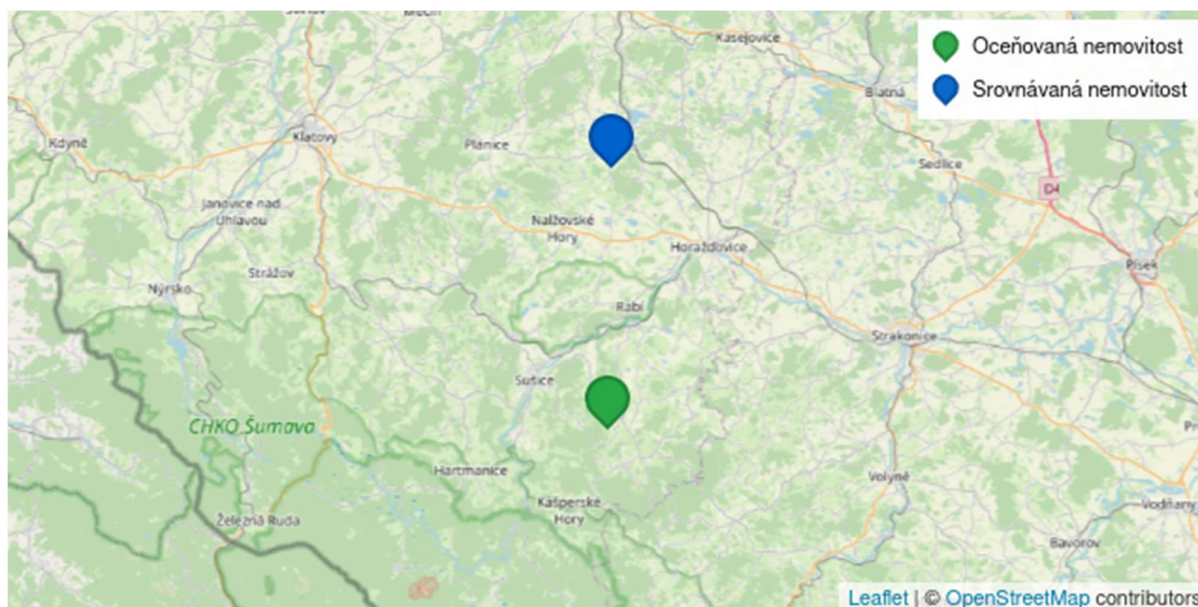 Kasejovice
Oceňovaná nemovitost
Srovnávaná nemovitost
Blatná
Kdyně
Klatovy
Plánice
Sedlice
D4
Janovice nad
Úhlavou
Nalžovské
Hory
Horažďovice
Písek
Strážov
Nýrsko
Rabí
Strakonice
Sušice
CHKO Šumava
Hartmanice
Volyně
Kašperské
Hory
Železná Ruda
Vodňany
Bavorov
Leaflet | © OpenStreetMap contributors